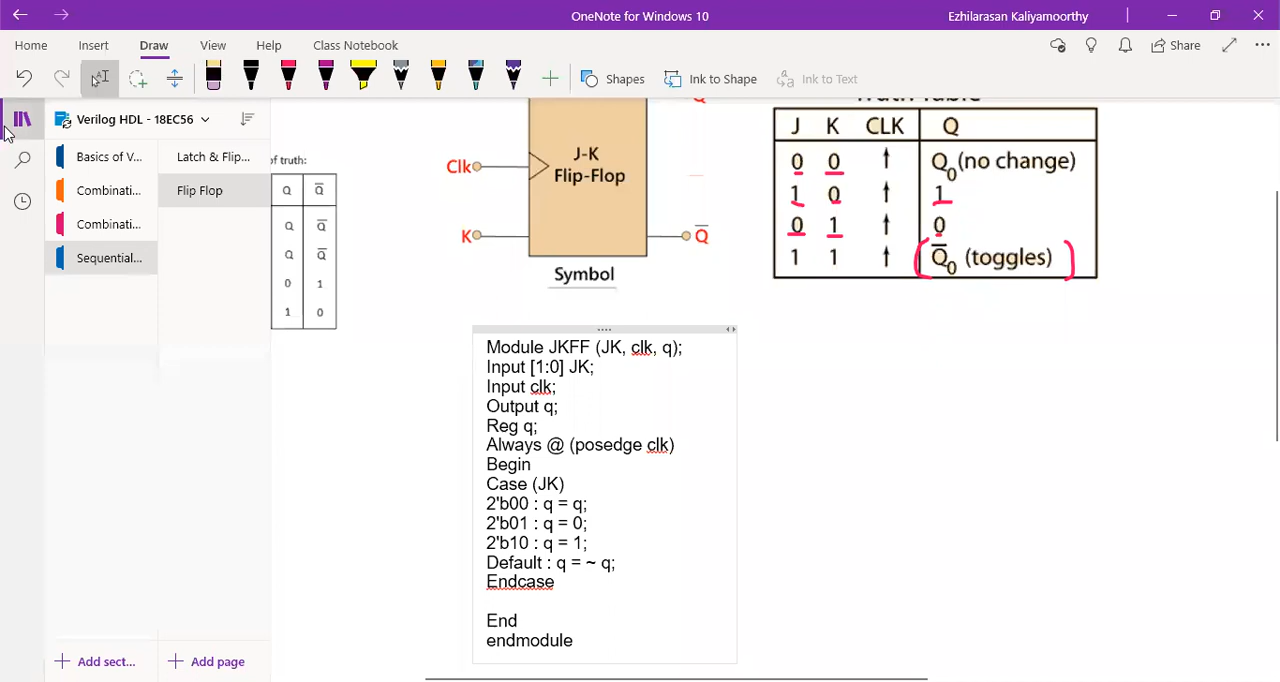 OneNote for Windows 10
Ezhilarasan Kaliyamoorthy
Home Insert Draw View Help Class Notebook
Share
Shapes
Ink to Shape
Ink to Text
Verilog HDL - 18EC56
Basics of V...
Combinati...
Combinati...
Sequential...
Latch & Flip...
Flip Flop
Add sect...
Add page
of truth:
Q Q̅
Q Q̅
Q Q̅
0 1
1 0
Clk
J-K
Flip-Flop
K
Q̅
Symbol
Truth Table
J K CLK Q
0 0 ↑ Q₀ (no change)
1 0 ↑ 1
0 1 ↑ 0
1 1 ↑ Q̅₀ (toggles)
Module JKFF (JK, clk, q);
Input [1:0] JK;
Input clk;
Output q;
Reg q;
Always @ (posedge clk)
Begin
Case (JK)
2'b00 : q = q;
2'b01 : q = 0;
2'b10 : q = 1;
Default : q = ~ q;
Endcase
End
endmodule